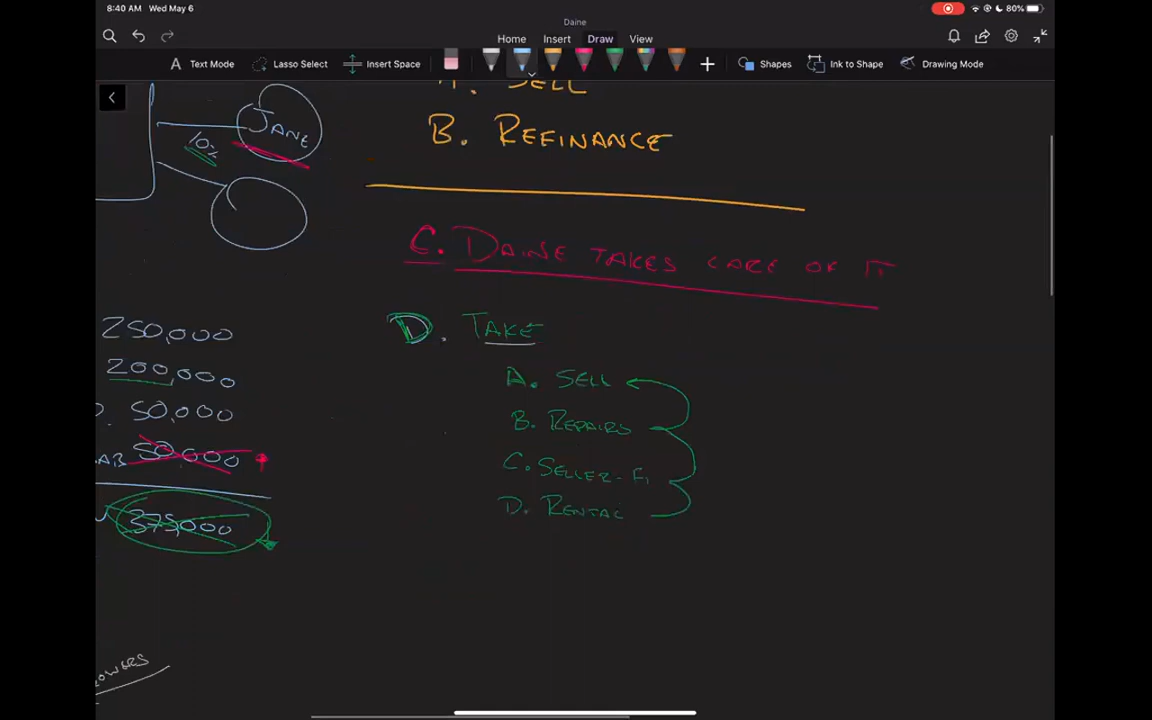 8:40 AM Wed May 6
80%
Daine
Home Insert Draw View
Text Mode Lasso Select Insert Space Shapes Ink to Shape Drawing Mode
A. SELL
B. REFINANCE
JANE
10%
C. DAINE TAKES CARE OF IT
D. TAKE
A. SELL
B. REPAIRS
C. SELLER-FI
D. RENTAL
250,000
200,000
50,000
50,000
375,000